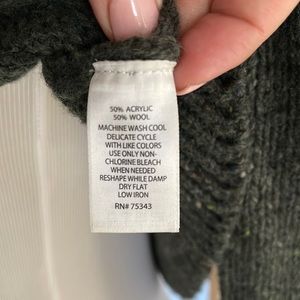 50% ACRYLIC
50% WOOL
MACHINE WASH COOL
DELICATE CYCLE
WITH LIKE COLORS
USE ONLY NON-
CHLORINE BLEACH
WHEN NEEDED
RESHAPE WHILE DAMP
DRY FLAT
LOW IRON
RN# 75343